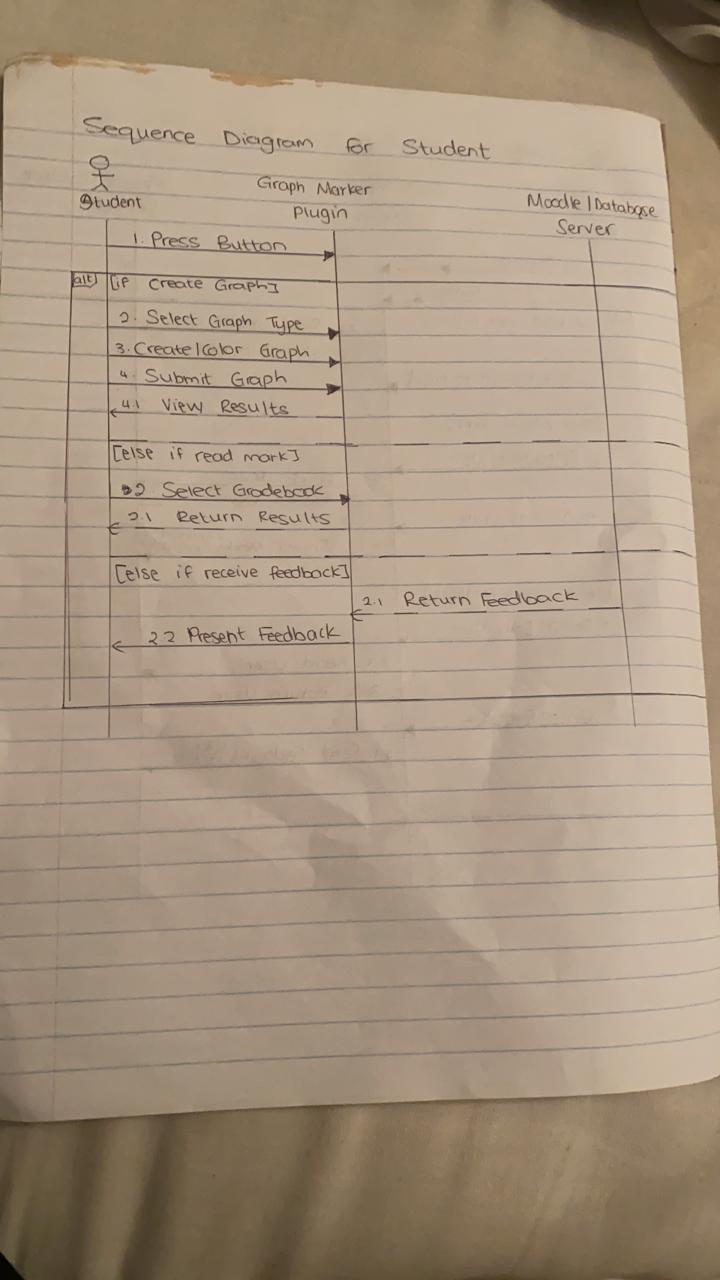 Sequence Diagram for Student
Student
Graph Marker
Plugin
Moodle/Database
Server
1. Press Button
alt
[if Create Graph]
2. Select Graph Type
3. Create/Color Graph
4. Submit Graph
4.1 View Results
[else if read mark]
2 Select Gradebook
2.1 Return Results
[else if receive feedback]
2.1 Return Feedback
2.2 Present Feedback